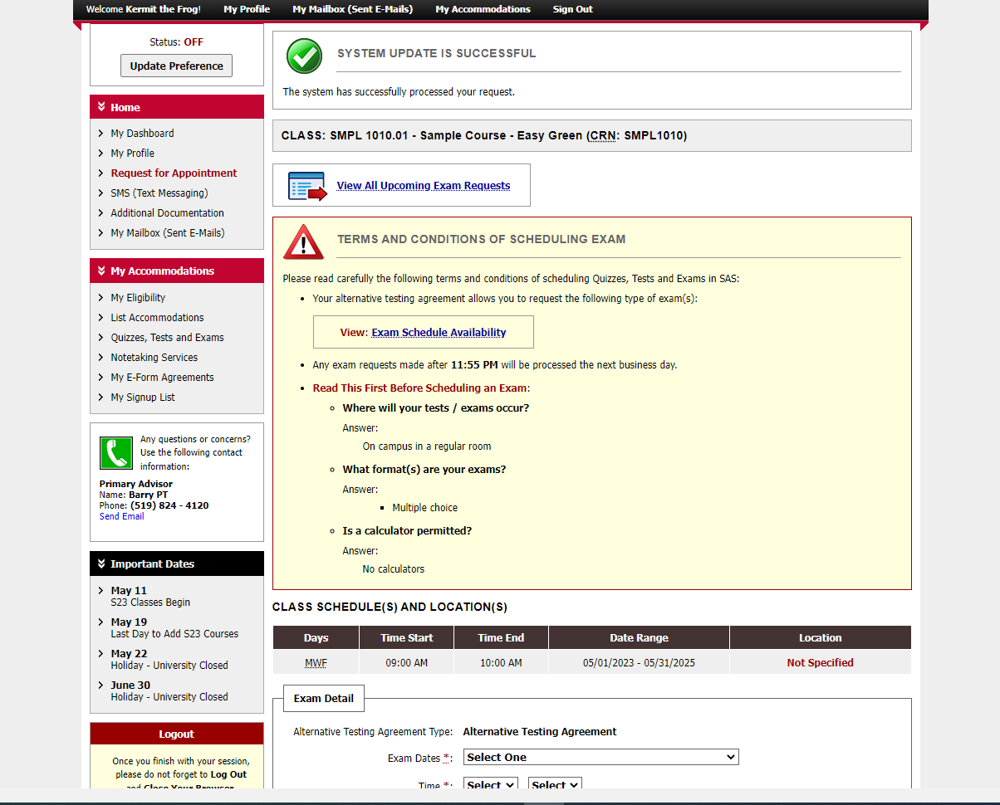 Welcome Kermit the Frog! My Profile My Mailbox (Sent E-Mails) My Accommodations Sign Out
Status: OFF
Update Preference
Home
My Dashboard
My Profile
Request for Appointment
SMS (Text Messaging)
Additional Documentation
My Mailbox (Sent E-Mails)
My Accommodations
My Eligibility
List Accommodations
Quizzes, Tests and Exams
Notetaking Services
My E-Form Agreements
My Signup List
Any questions or concerns?
Use the following contact
information:
Primary Advisor
Name: Barry PT
Phone: (519) 824 - 4120
Send Email
Important Dates
May 11
S23 Classes Begin
May 19
Last Day to Add S23 Courses
May 22
Holiday - University Closed
June 30
Holiday - University Closed
Logout
Once you finish with your session,
please do not forget to Log Out
and Close Your Browser
SYSTEM UPDATE IS SUCCESSFUL
The system has successfully processed your request.
CLASS: SMPL 1010.01 - Sample Course - Easy Green (CRN: SMPL1010)
View All Upcoming Exam Requests
TERMS AND CONDITIONS OF SCHEDULING EXAM
Please read carefully the following terms and conditions of scheduling Quizzes, Tests and Exams in SAS:
• Your alternative testing agreement allows you to request the following type of exam(s):
View: Exam Schedule Availability
• Any exam requests made after 11:55 PM will be processed the next business day.
• Read This First Before Scheduling an Exam:
Where will your tests / exams occur?
Answer:
On campus in a regular room
What format(s) are your exams?
Answer:
Multiple choice
Is a calculator permitted?
Answer:
No calculators
CLASS SCHEDULE(S) AND LOCATION(S)
Days Time Start Time End Date Range Location
MWF 09:00 AM 10:00 AM 05/01/2023 - 05/31/2025 Not Specified
Exam Detail
Alternative Testing Agreement Type: Alternative Testing Agreement
Exam Dates *: Select One
Time *: Select Select